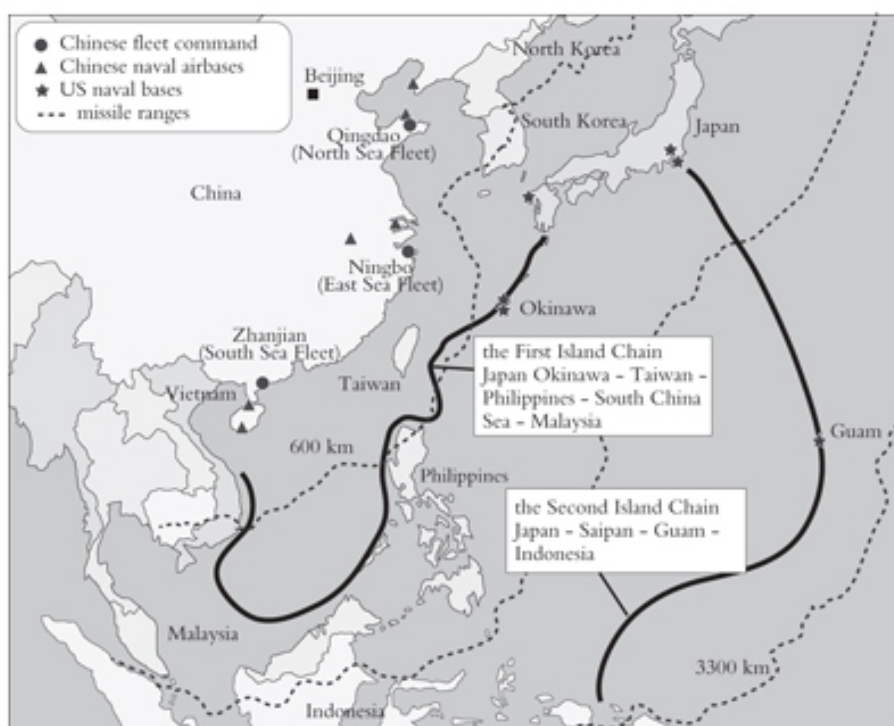 Chinese fleet command
Chinese naval airbases
US naval bases
missile ranges
Beijing
North Korea
South Korea
Japan
Qingdao
(North Sea Fleet)
China
Ningbo
(East Sea Fleet)
Okinawa
Zhanjian
(South Sea Fleet)
Taiwan
the First Island Chain
Japan Okinawa – Taiwan –
Philippines – South China
Sea – Malaysia
Vietnam
600 km
Philippines
Guam
the Second Island Chain
Japan – Saipan – Guam –
Indonesia
Malaysia
3300 km
Indonesia